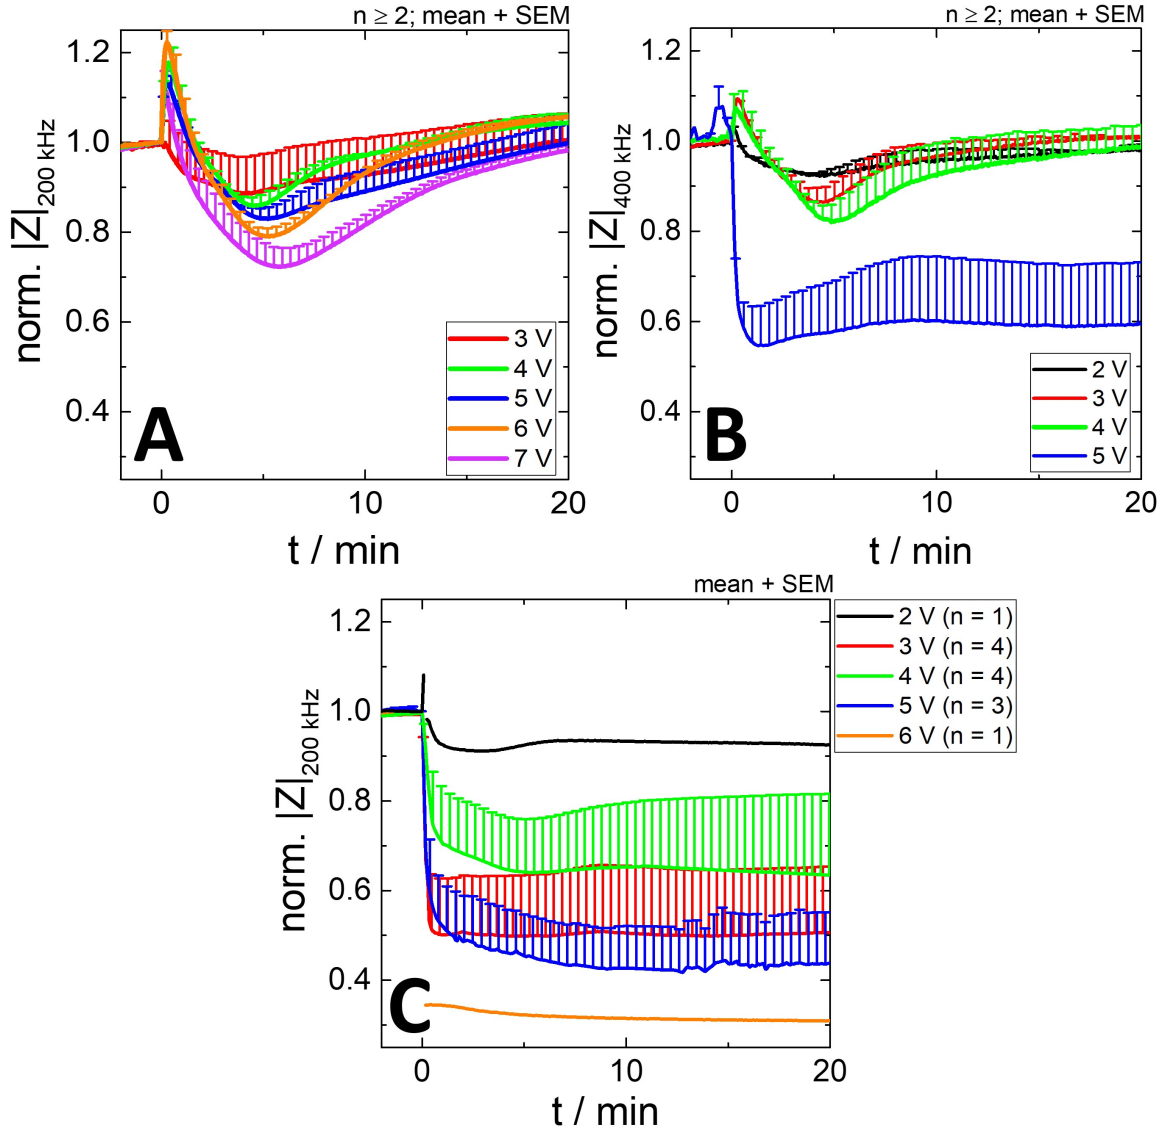 n ≥ 2; mean + SEM
norm. |Z|200 kHz
1.2
1.0
0.8
0.6
0.4
0
10
20
t / min
3 V
4 V
5 V
6 V
7 V
A
n ≥ 2; mean + SEM
norm. |Z|400 kHz
1.2
1.0
0.8
0.6
0.4
0
10
20
t / min
2 V
3 V
4 V
5 V
B
mean + SEM
norm. |Z|200 kHz
1.2
1.0
0.8
0.6
0.4
0
10
20
t / min
2 V (n = 1)
3 V (n = 4)
4 V (n = 4)
5 V (n = 3)
6 V (n = 1)
C